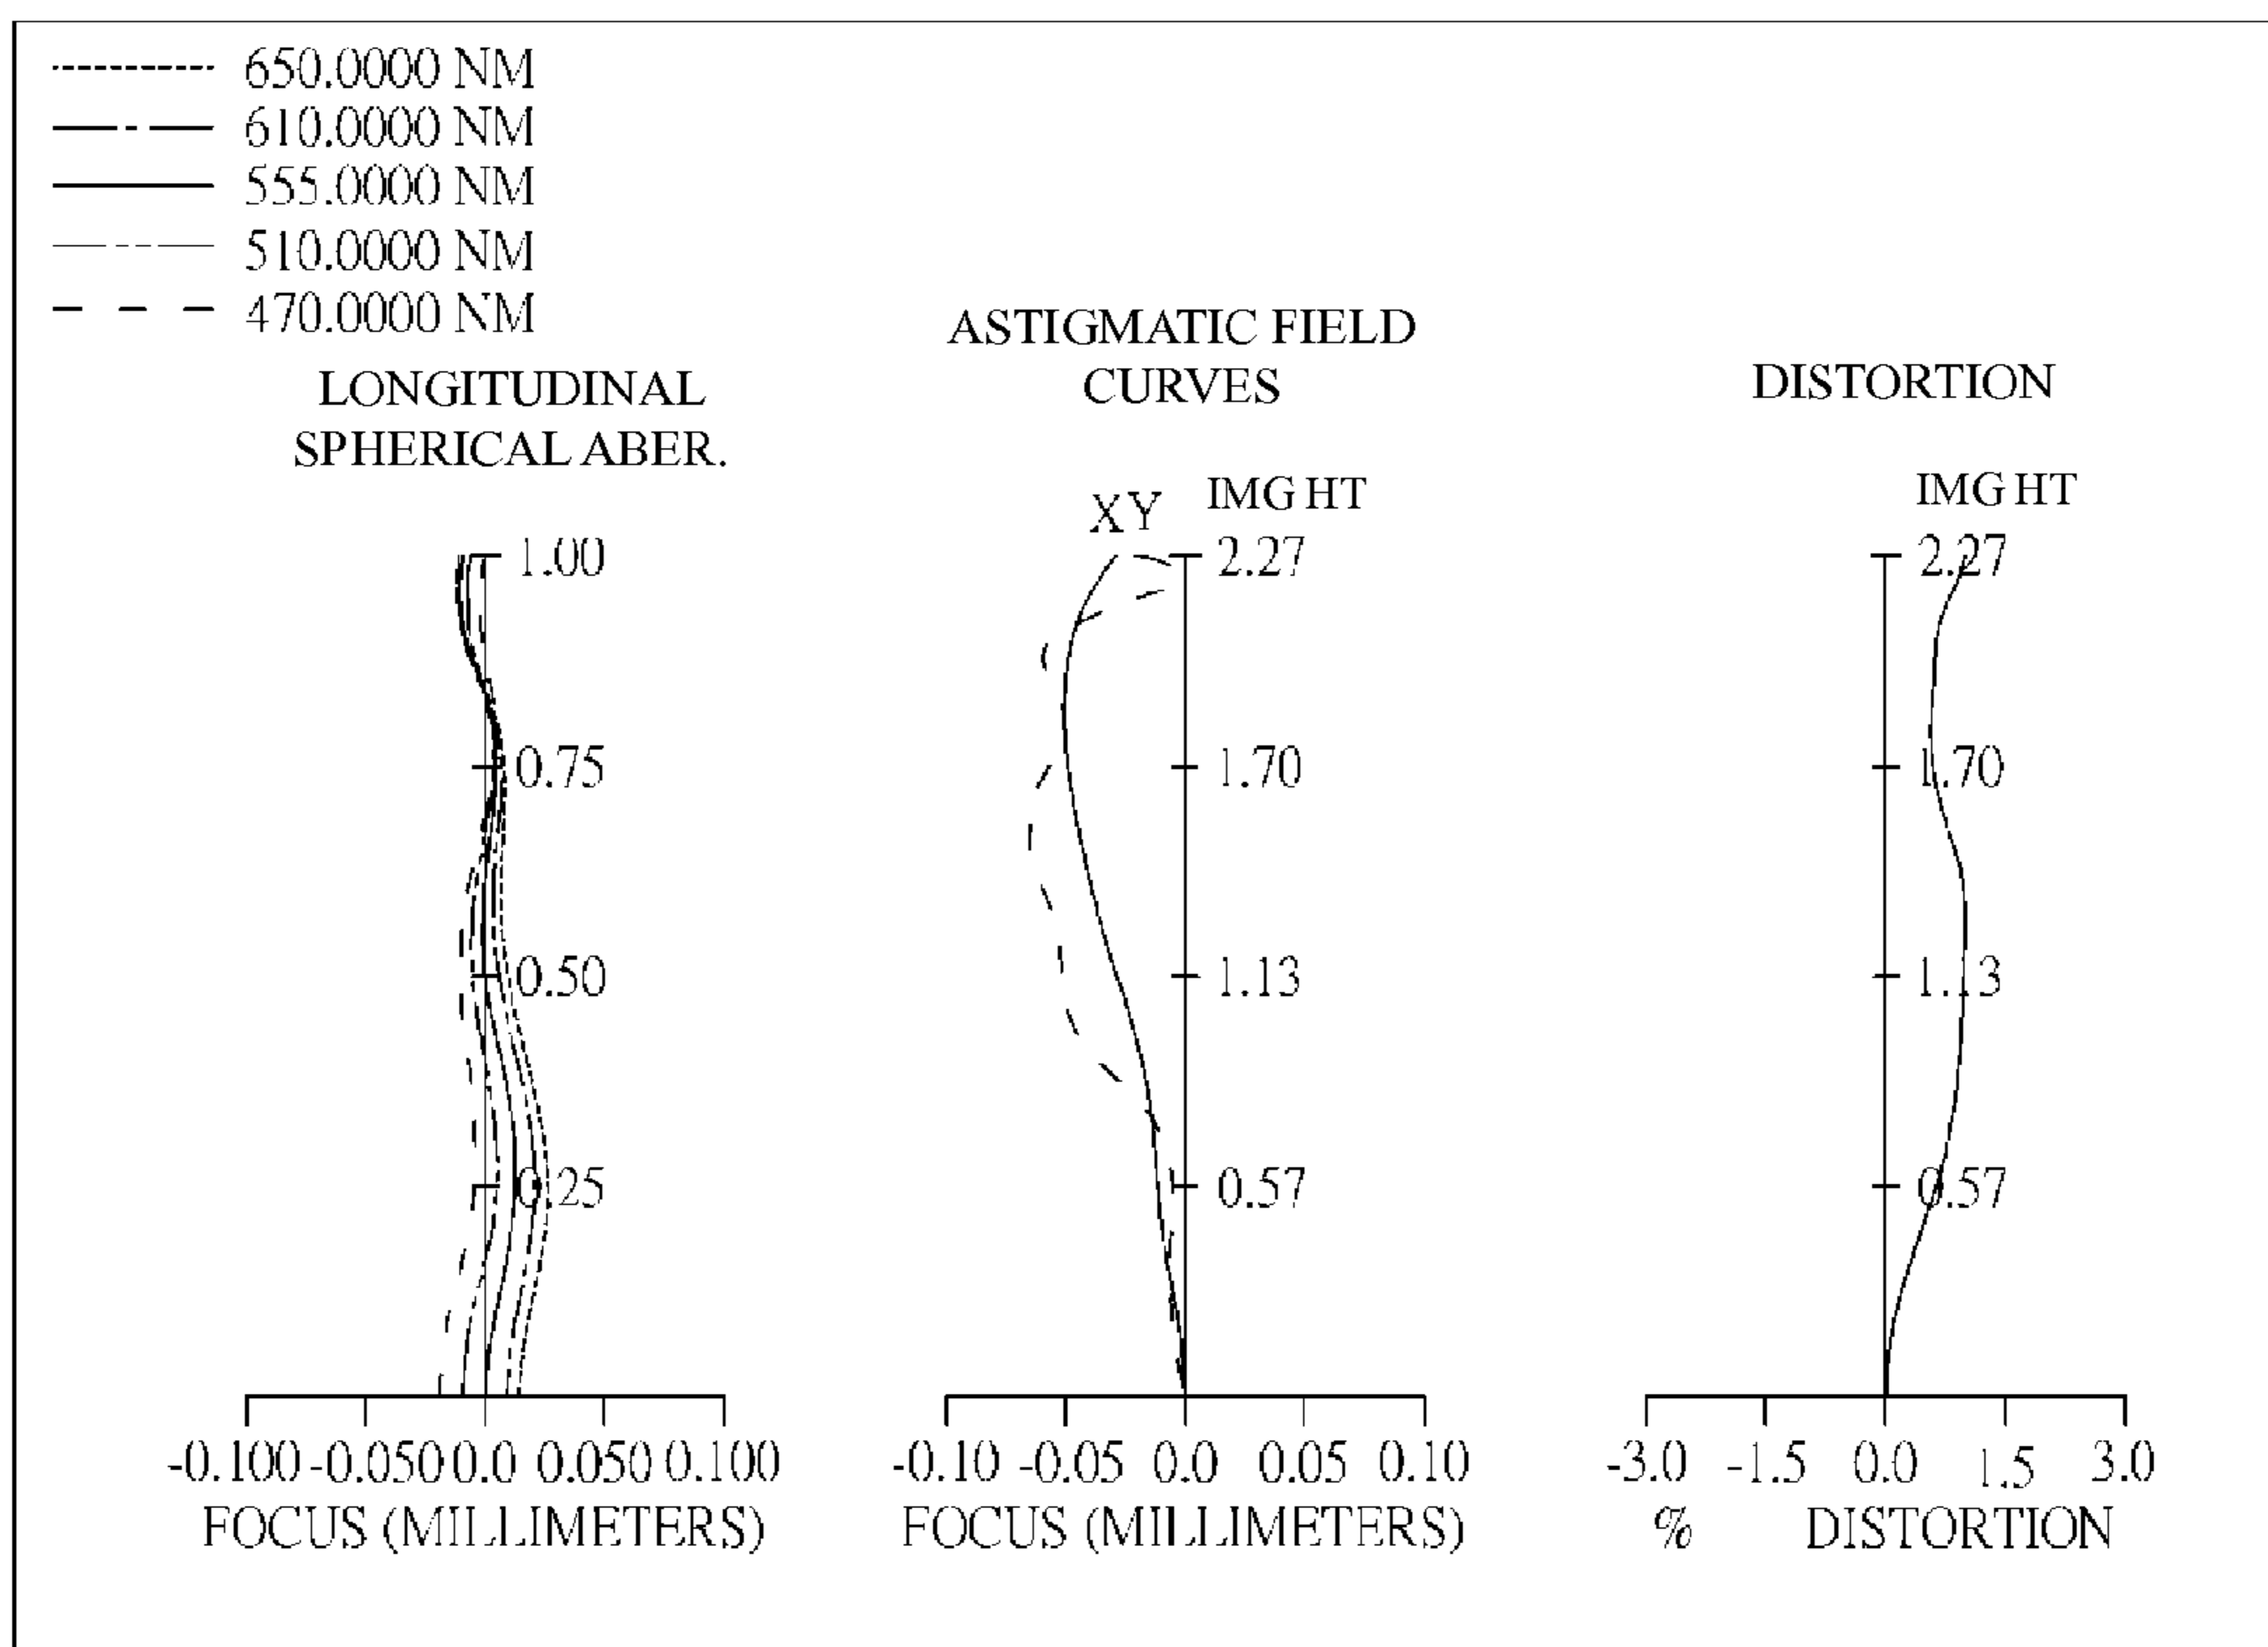 650.0000 NM
610.0000 NM
555.0000 NM
510.0000 NM
470.0000 NM
LONGITUDINAL
SPHERICAL ABER.
1.00
0.75
0.50
0.25
-0.100 -0.050 0.0 0.050 0.100
FOCUS (MILLIMETERS)
ASTIGMATIC FIELD
CURVES
X Y IMG HT
2.27
1.70
1.13
0.57
-0.10 -0.05 0.0 0.05 0.10
FOCUS (MILLIMETERS)
DISTORTION
IMG HT
2.27
1.70
1.13
0.57
-3.0 -1.5 0.0 1.5 3.0
% DISTORTION